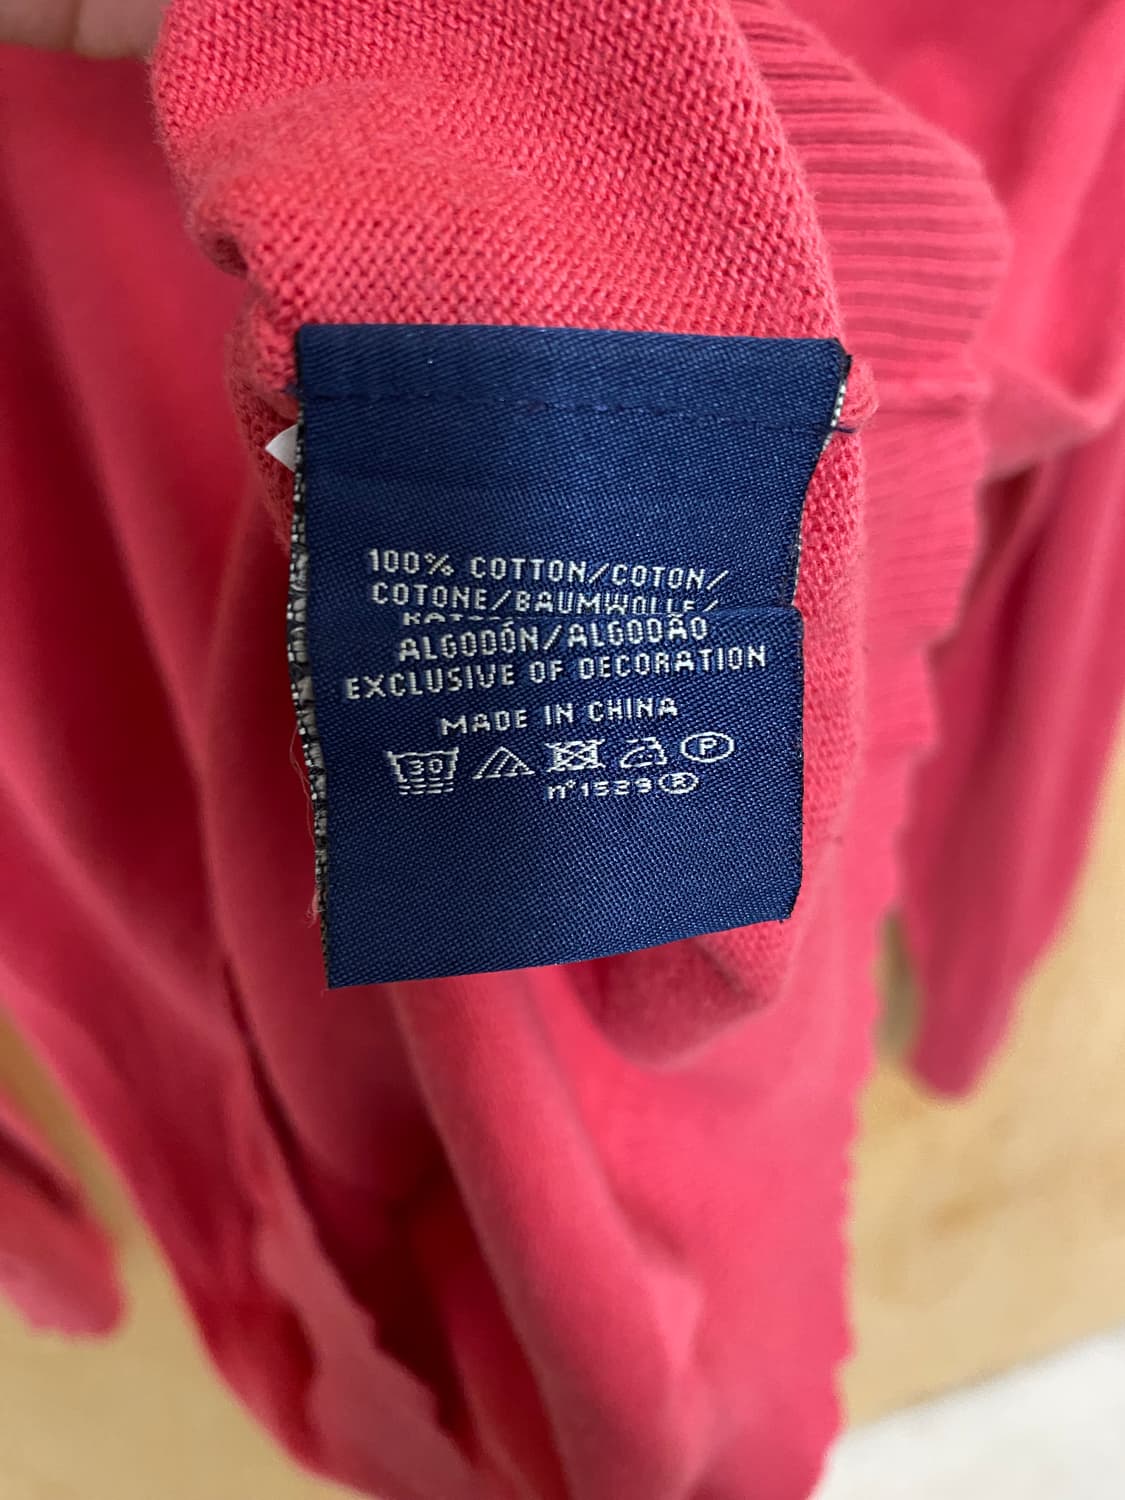 100% COTTON/COTON/
COTONE/BAUMWOLLE/
ALGODÓN/ALGODÃO
EXCLUSIVE OF DECORATION
MADE IN CHINA
30 P
n°1529 ®